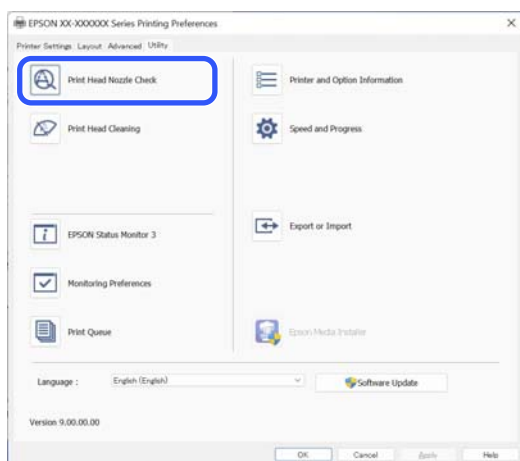 EPSON XX-XXXXXX Series Printing Preferences
Printer Settings Layout Advanced Utility
Print Head Nozzle Check
Printer and Option Information
Print Head Cleaning
Speed and Progress
EPSON Status Monitor 3
Export or Import
Monitoring Preferences
Print Queue
Epson Media Installer
Language : English (English)
Software Update
Version 9.00.00.00
OK Cancel Apply Help